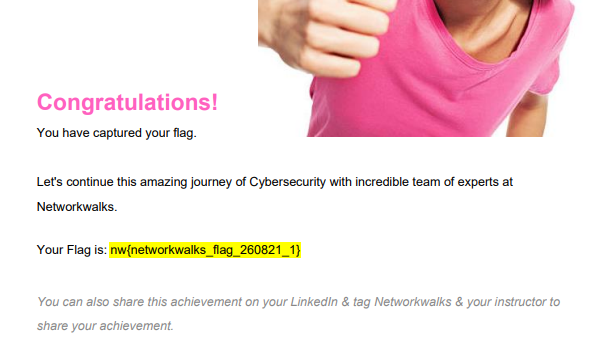 Congratulations!
You have captured your flag.
Let's continue this amazing journey of Cybersecurity with incredible team of experts at
Networkwalks.
Your Flag is: nw{networkwalks_flag_260821_1}
You can also share this achievement on your LinkedIn & tag Networkwalks & your instructor to
share your achievement.